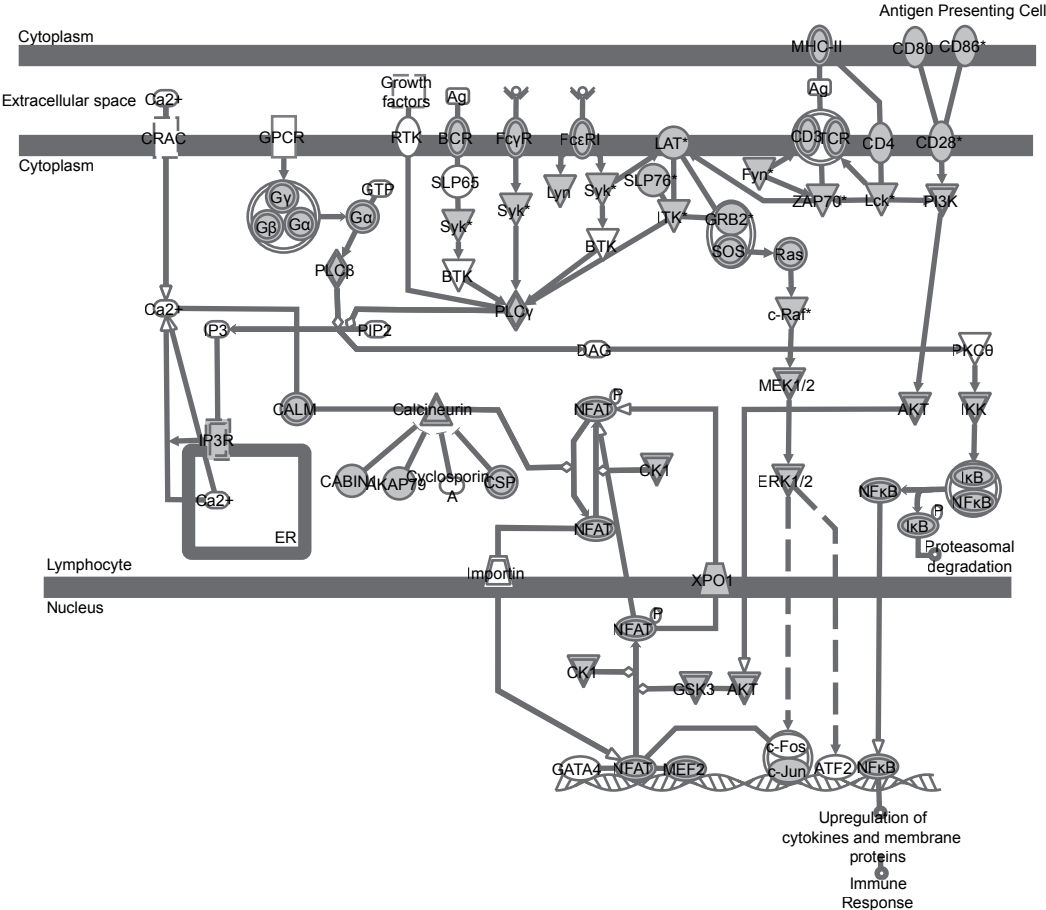 Antigen Presenting Cell
Cytoplasm
MHC-II
CD80
CD86*
Extracellular space
Ca2+
Growth
factors
Ag
Ag
CRAC
GPCR
RTK
BCR
FcγR
FcεRI
LAT*
CD3
TCR
CD4
CD28*
Cytoplasm
Gγ
Gβ
Gα
GTP
Gα
SLP65
Syk*
Syk*
Lyn
Syk*
SLP76*
Fyn*
ZAP70*
Lck*
PI3K
ITK*
GRB2*
SOS
Ras
BTK
BTK
PLCβ
PLCγ
c-Raf*
Ca2+
IP3
PIP2
DAG
PKCθ
MEK1/2
CALM
Calcineurin
NFAT
P
AKT
IKK
IP3R
CABIN1
AKAP79
Cyclosporin
A
CSP
CK1
ERK1/2
IκB
NFκB
NFκB
Ca2+
ER
NFAT
IκB
P
Proteasomal
degradation
Lymphocyte
Importin
XPO1
Nucleus
NFAT
P
CK1
GSK3
AKT
c-Fos
c-Jun
GATA4
NFAT
MEF2
ATF2
NFκB
Upregulation of
cytokines and membrane
proteins
Immune
Response